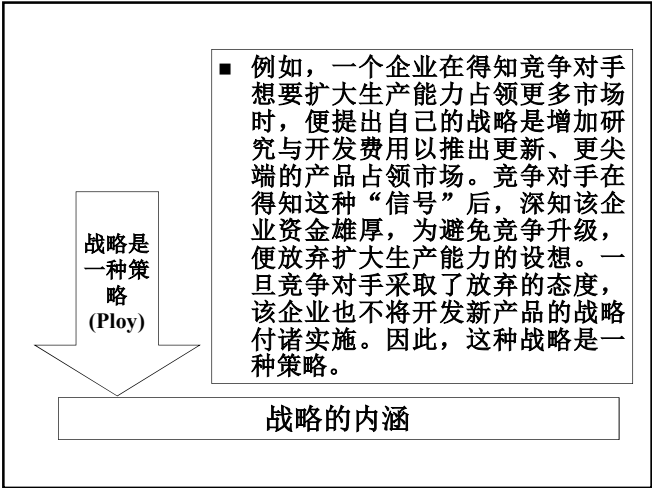 ■ 例如，一个企业在得知竞争对手
想要扩大生产能力占领更多市场
时，便提出自己的战略是增加研
究与开发费用以推出更新、更尖
端的产品占领市场。竞争对手在
得知这种“信号”后，深知该企
业资金雄厚，为避免竞争升级，
便放弃扩大生产能力的设想。一
旦竞争对手采取了放弃的态度，
该企业也不将开发新产品的战略
付诸实施。因此，这种战略是一
种策略。
战略是
一种策
略
(Ploy)
战略的内涵